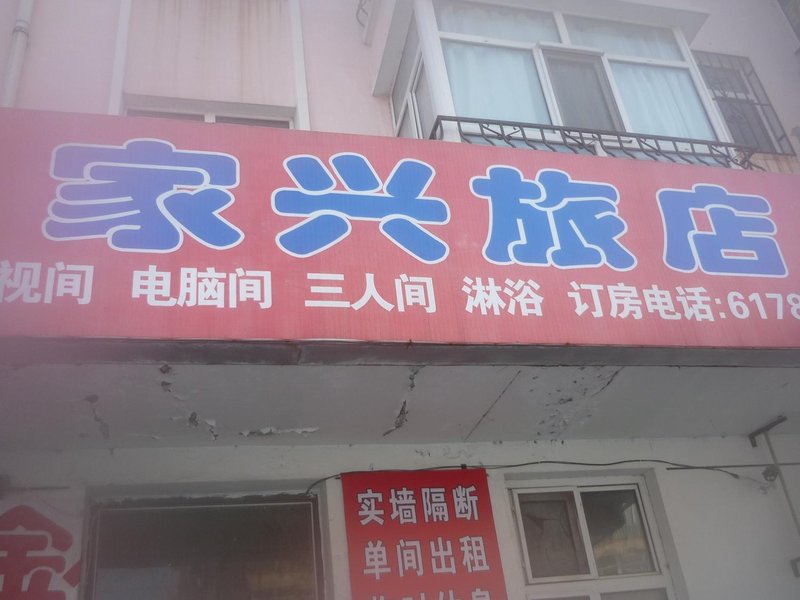 家兴旅店
视间 电脑间 三人间 淋浴 订房电话:6178
实墙隔断
单间出租
金